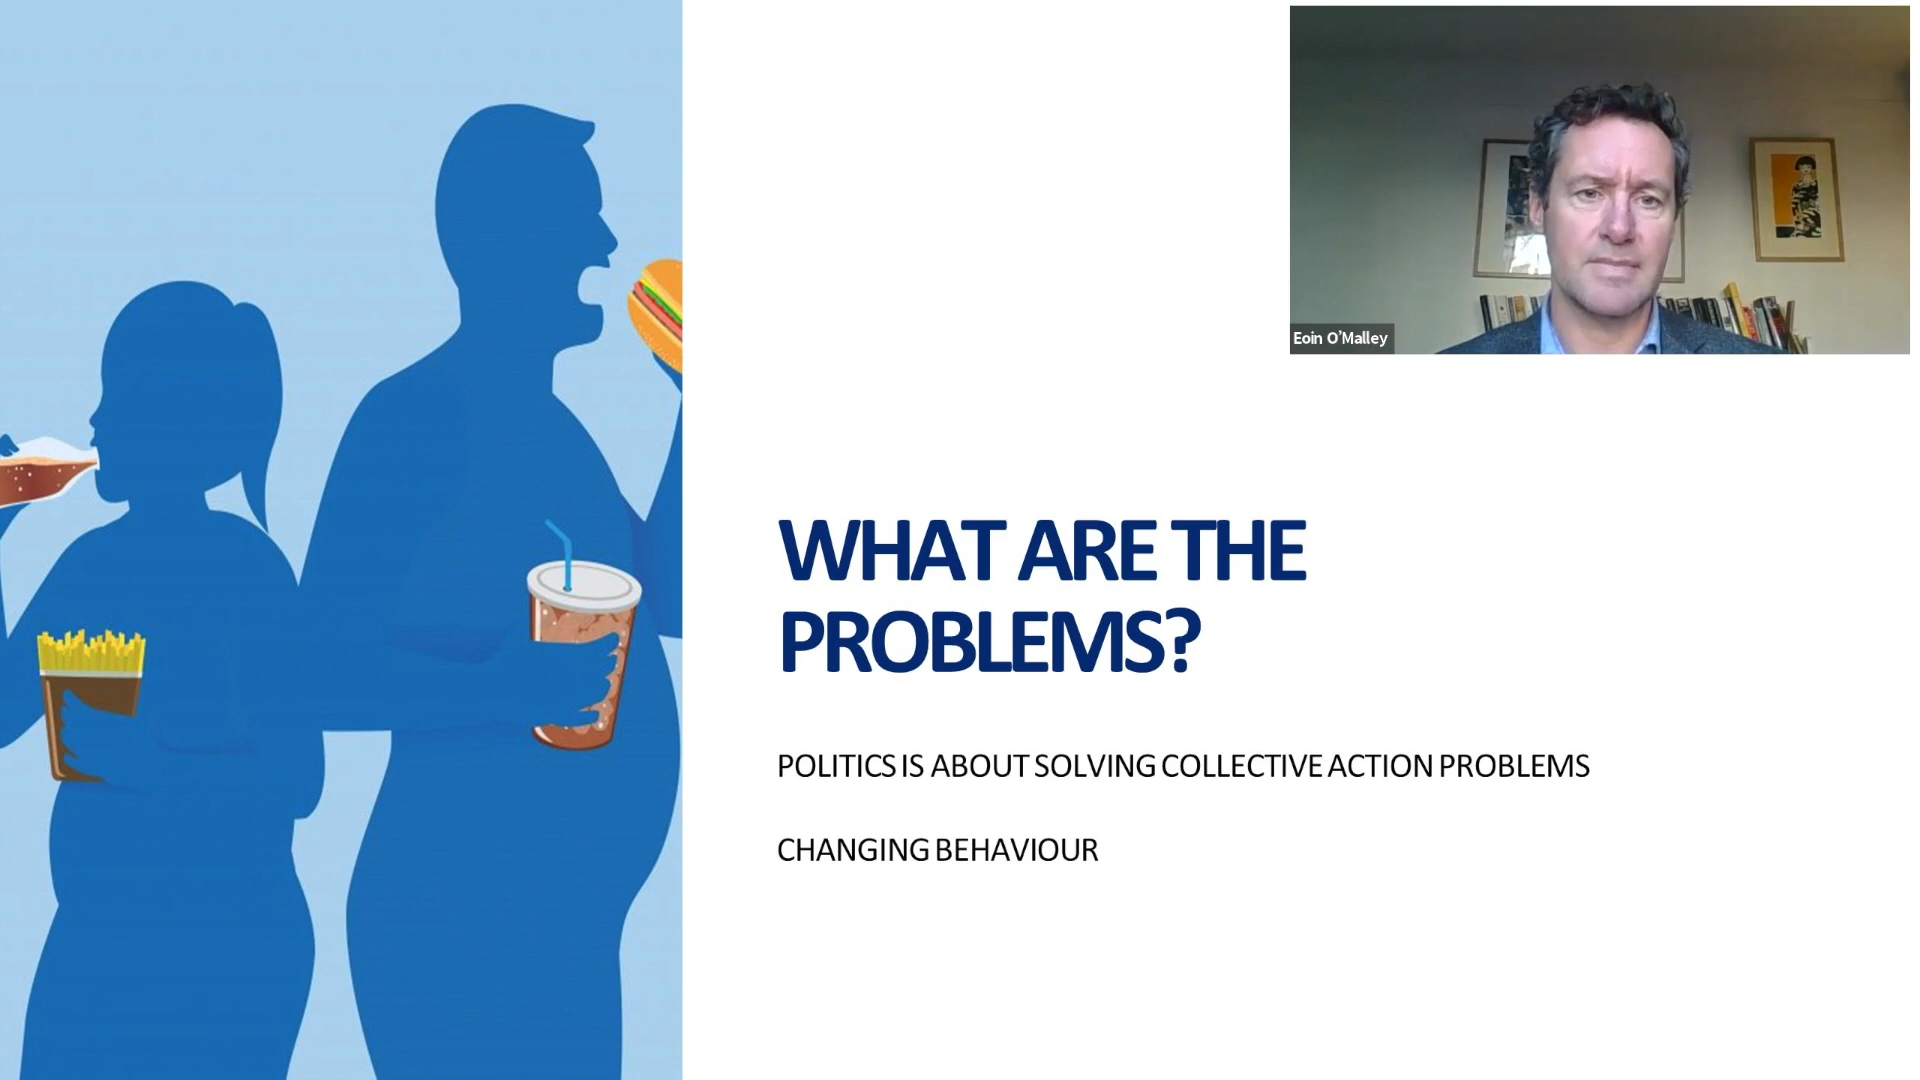 Eoin O'Malley
WHAT ARE THE
PROBLEMS?
POLITICS IS ABOUT SOLVING COLLECTIVE ACTION PROBLEMS
CHANGING BEHAVIOUR